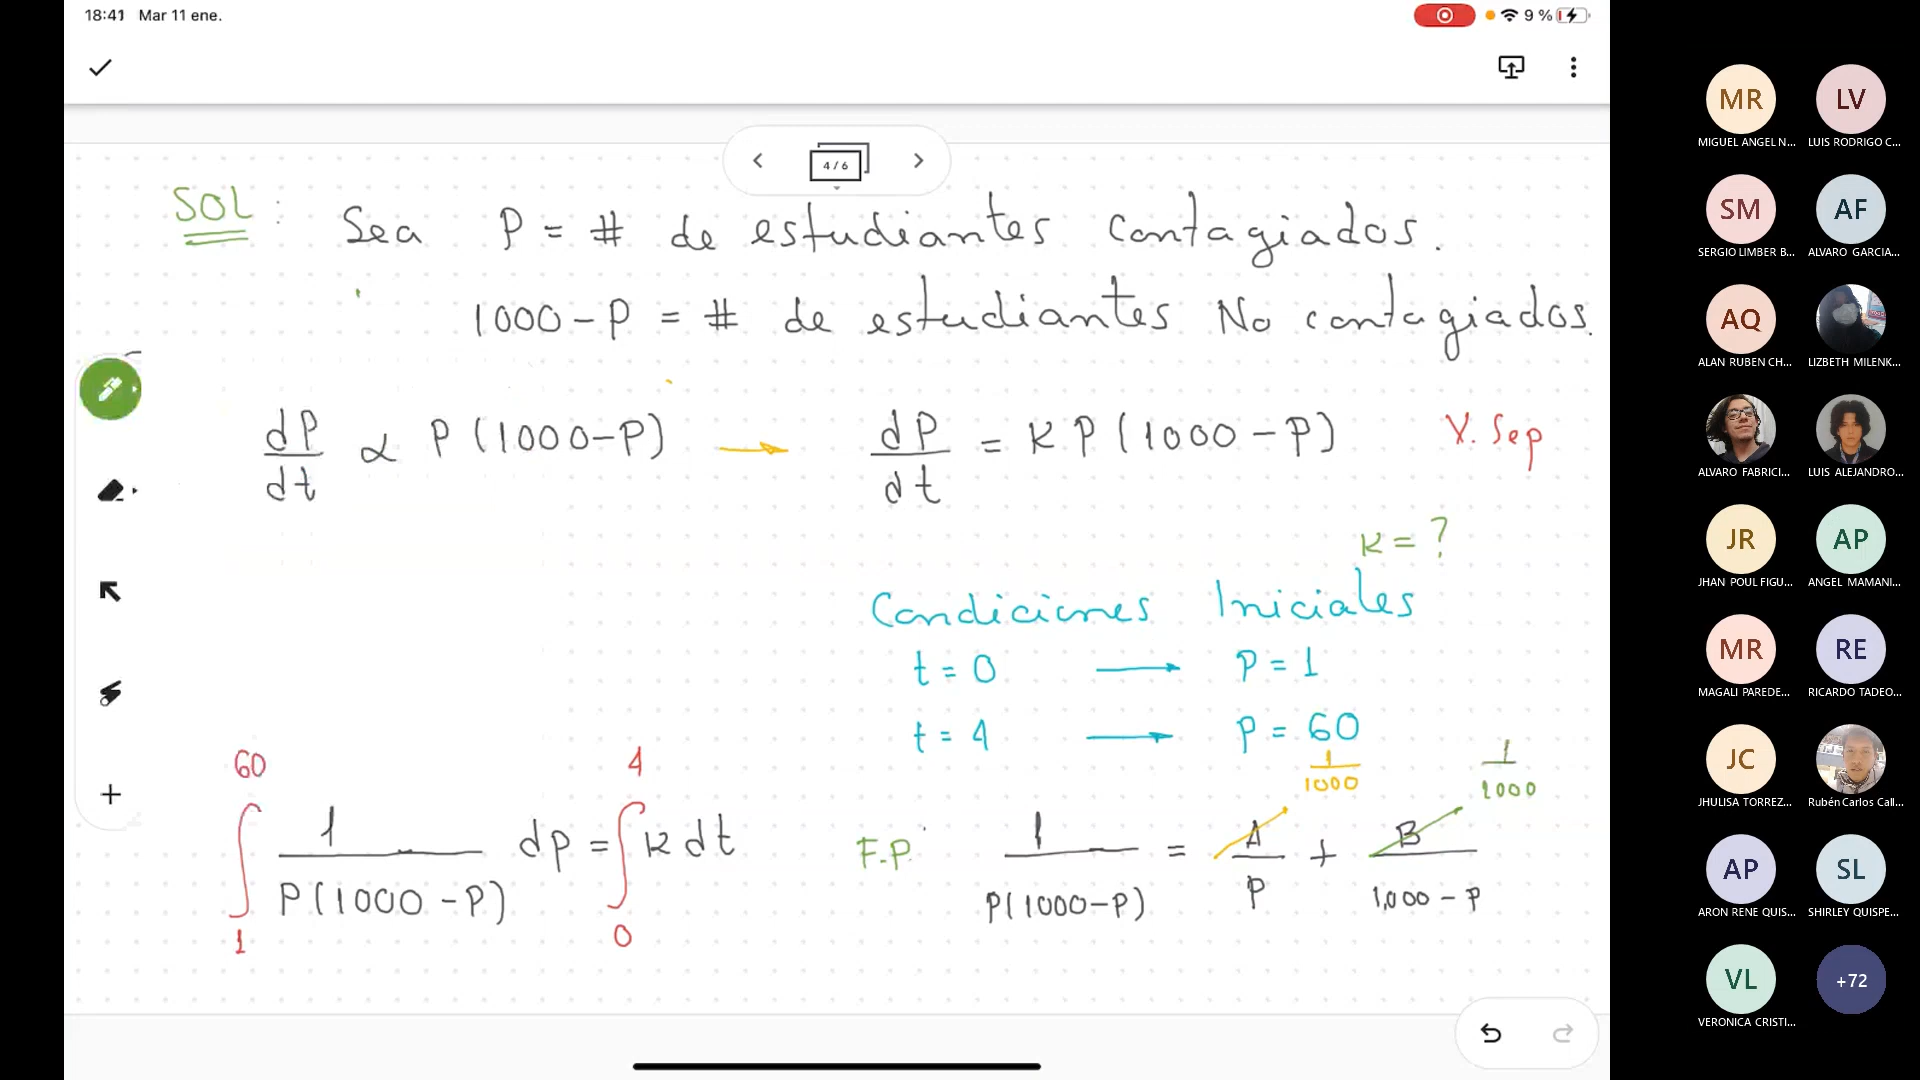 18:41 Mar 11 ene.
9 %
4 / 6
SOL : Sea P = # de estudiantes contagiados.
1000 - P = # de estudiantes No contagiados.
dP/dt ∝ P(1000-P) → dP/dt = K P(1000-P) V. Sep
K = ?
Condiciones Iniciales
t = 0 → P = 1
t = 4 → P = 60
∫_1^60 1/(P(1000-P)) dp = ∫_0^4 K dt
F.P 1/(P(1000-P)) = A/P + B/(1000-P)
1/1000 1/1000
MR LV
MIGUEL ANGEL N... LUIS RODRIGO C...
SM AF
SERGIO LIMBER B... ALVARO GARCIA...
AQ
ALAN RUBEN CH... LIZBETH MILENK...
ALVARO FABRICI... LUIS ALEJANDRO...
JR AP
JHAN POUL FIGU... ANGEL MAMANI...
MR RE
MAGALI PAREDE... RICARDO TADEO...
JC
JHULISA TORREZ... Rubén Carlos Call...
AP SL
ARON RENE QUIS... SHIRLEY QUISPE...
VL +72
VERONICA CRISTI...